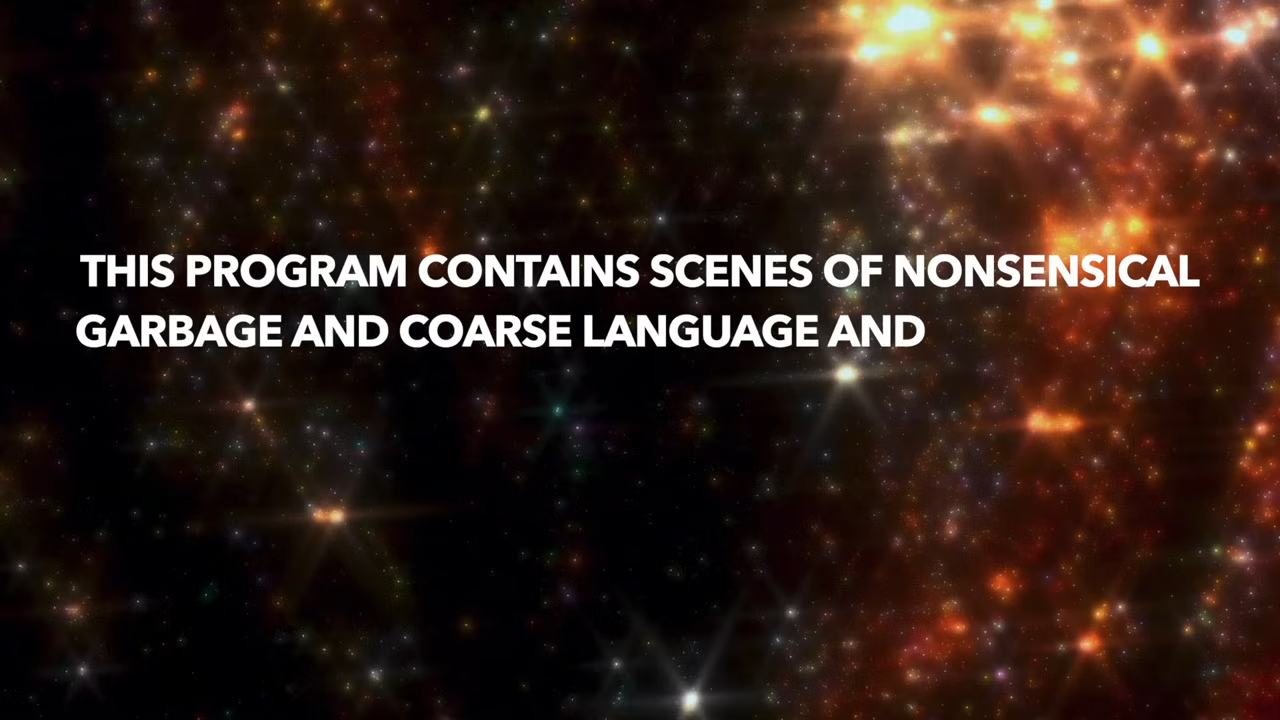 THIS PROGRAM CONTAINS SCENES OF NONSENSICAL
GARBAGE AND COARSE LANGUAGE AND